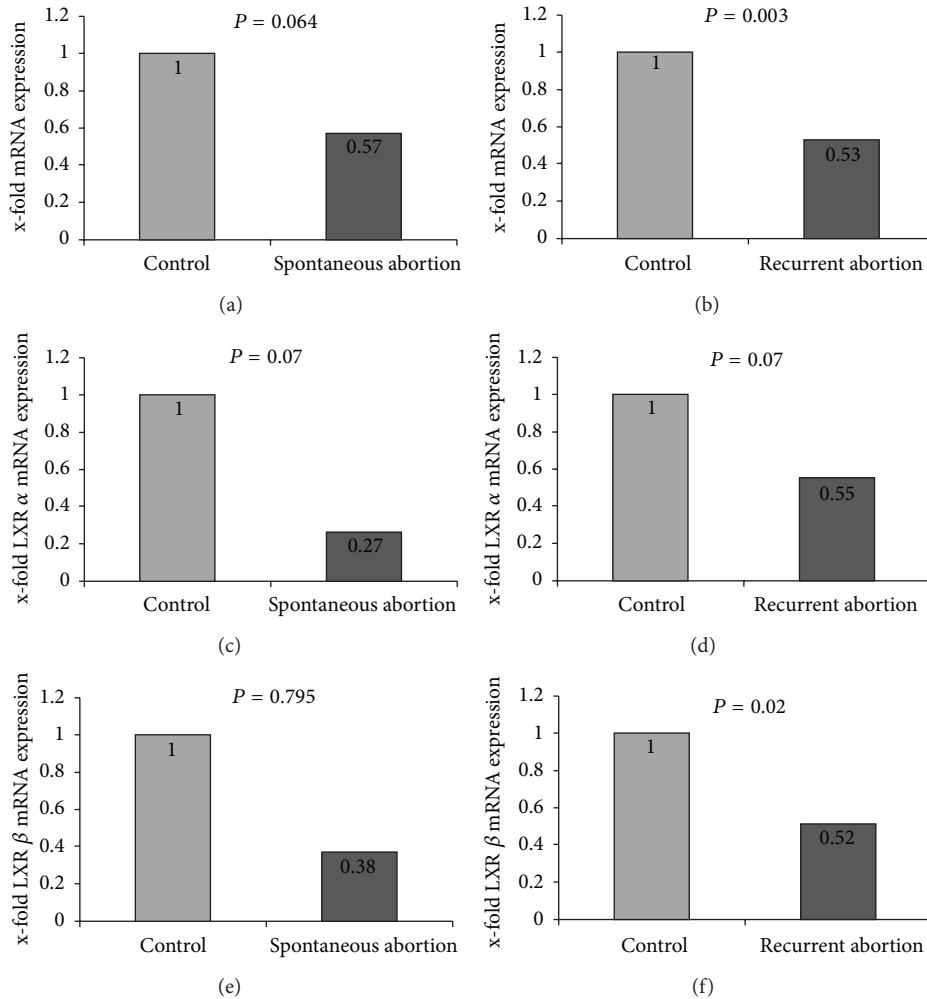 x-fold mRNA expression
1.2
1
0.8
0.6
0.4
0.2
0
P = 0.064
1
0.57
Control
Spontaneous abortion
(a)
x-fold mRNA expression
1.2
1
0.8
0.6
0.4
0.2
0
P = 0.003
1
0.53
Control
Recurrent abortion
(b)
x-fold LXR α mRNA expression
1.2
1
0.8
0.6
0.4
0.2
0
P = 0.07
1
0.27
Control
Spontaneous abortion
(c)
x-fold LXR α mRNA expression
1.2
1
0.8
0.6
0.4
0.2
0
P = 0.07
1
0.55
Control
Recurrent abortion
(d)
x-fold LXR β mRNA expression
1.2
1
0.8
0.6
0.4
0.2
0
P = 0.795
1
0.38
Control
Spontaneous abortion
(e)
x-fold LXR β mRNA expression
1.2
1
0.8
0.6
0.4
0.2
0
P = 0.02
1
0.52
Control
Recurrent abortion
(f)